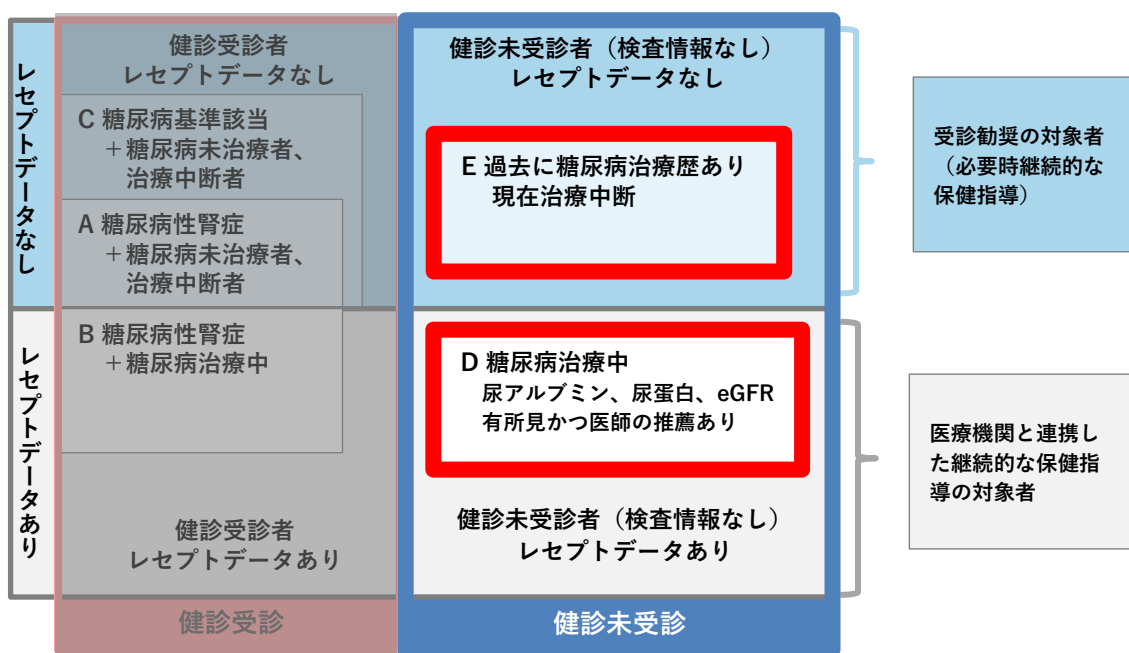 レセプトデータなし
健診受診者
レセプトデータなし
C 糖尿病基準該当
＋糖尿病未治療者、
治療中断者
A 糖尿病性腎症
＋糖尿病未治療者、
治療中断者
健診未受診者（検査情報なし）
レセプトデータなし
E 過去に糖尿病治療歴あり
現在治療中断
受診勧奨の対象者
（必要時継続的な
保健指導）
レセプトデータあり
B 糖尿病性腎症
＋糖尿病治療中
健診受診者
レセプトデータあり
D 糖尿病治療中
尿アルブミン、尿蛋白、eGFR
有所見かつ医師の推薦あり
健診未受診者（検査情報なし）
レセプトデータあり
医療機関と連携し
た継続的な保健指
導の対象者
健診受診
健診未受診